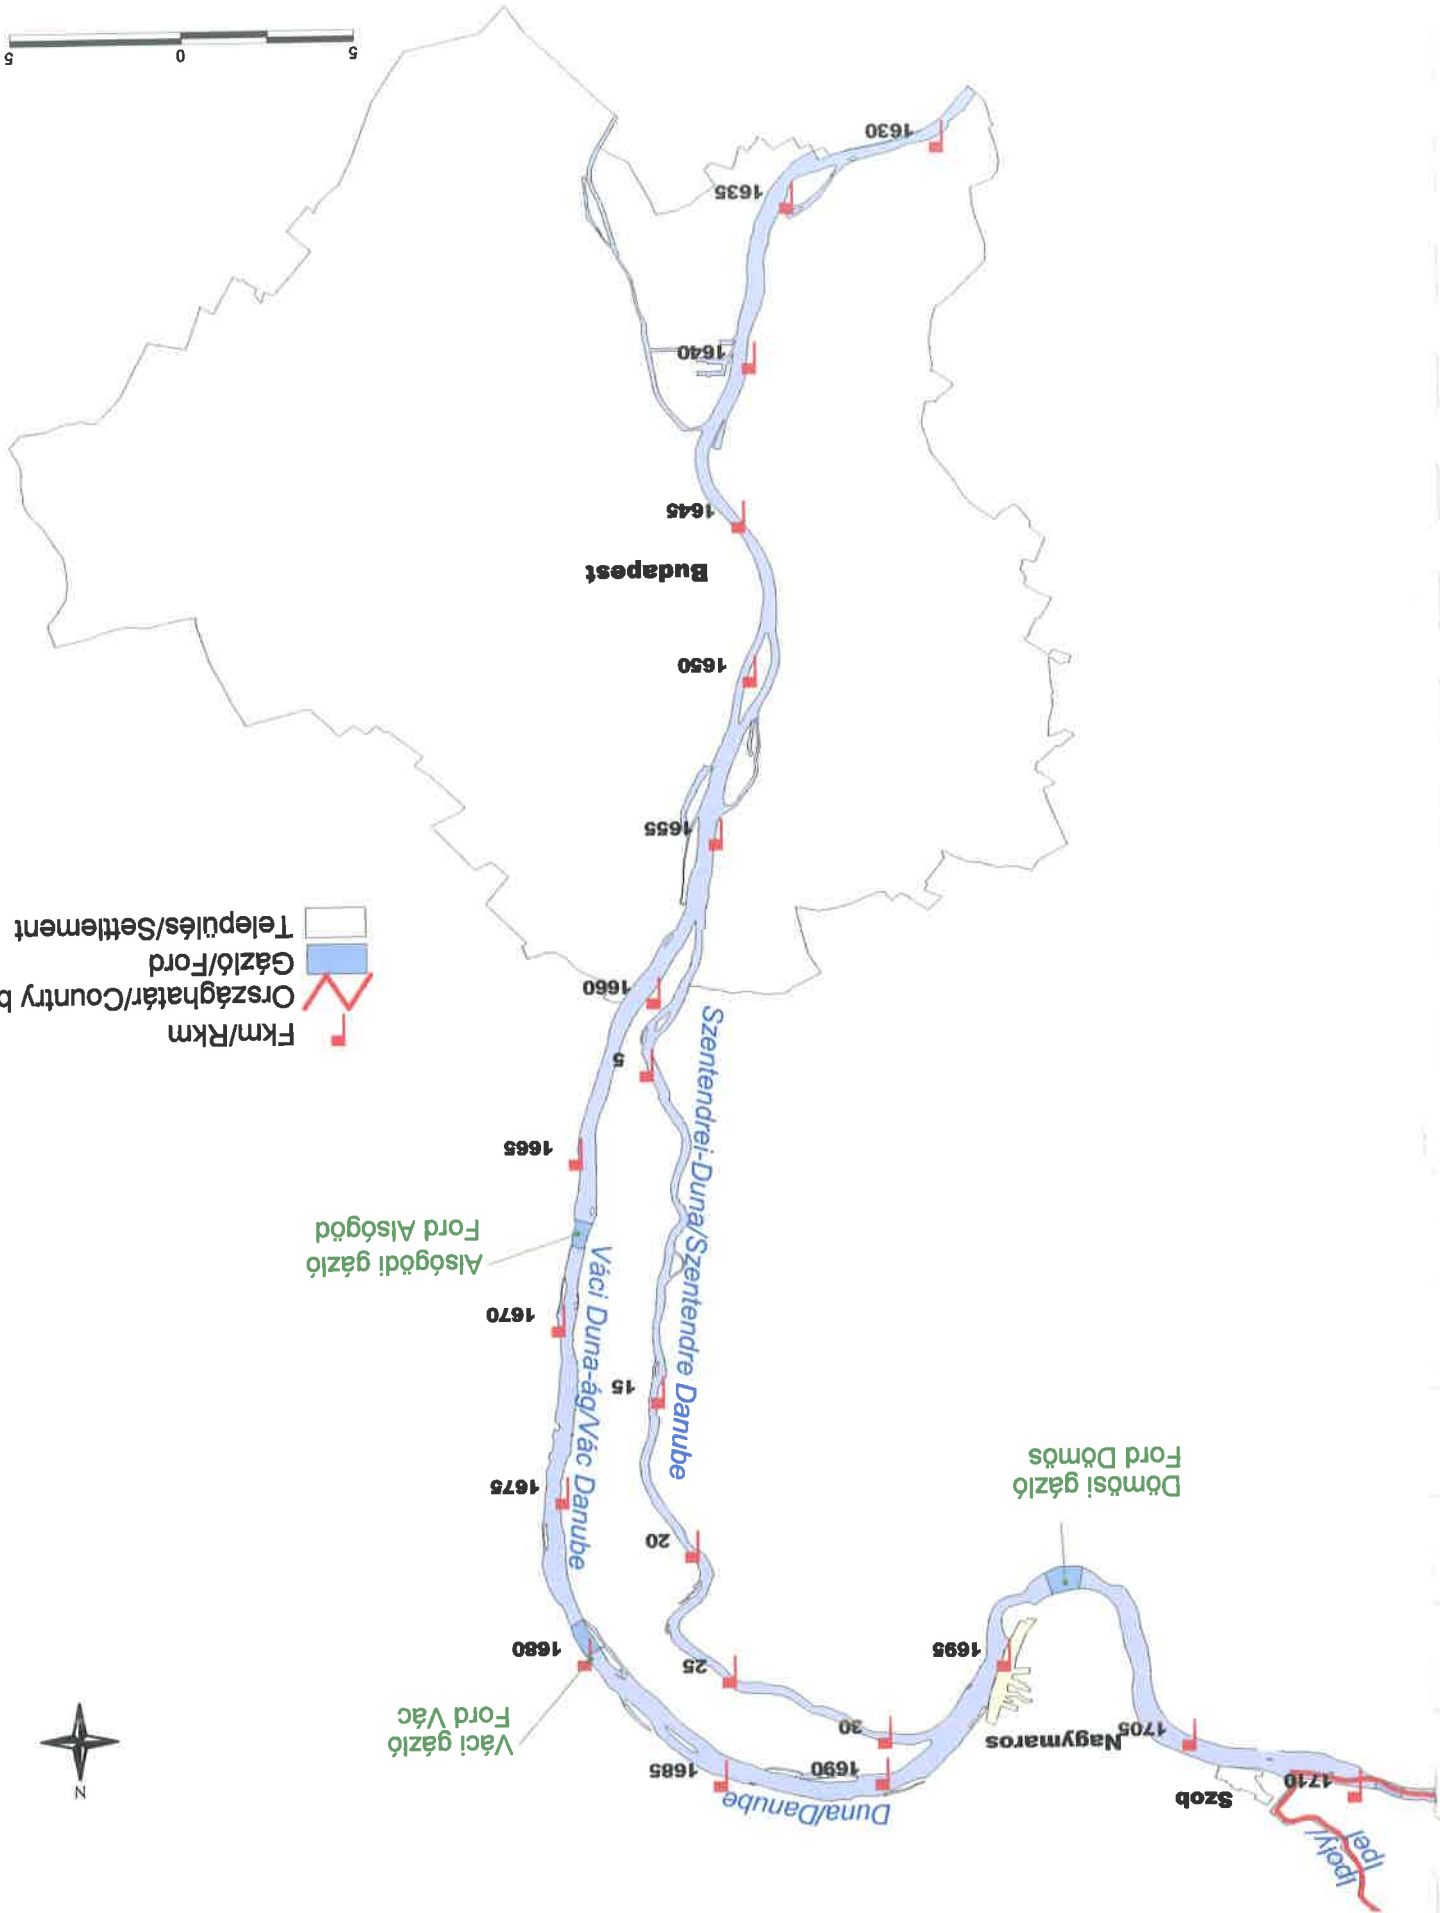 Ipoly/
Ipel
Szob
Duna/Danube
N
1710
1690
1685
1705
Nagymaros
30
Váci gázló
Ford Vác
25
1695
1680
20
Dömösi gázló
Ford Dömös
1675
Váci Duna-ág/Vác Danube
15
Szentendrei-Duna/Szentendre Danube
1670
Alsógödi gázló
Ford Alsógöd
1665
5
Fkm/Rkm
Országhatár/Country b
Gázló/Ford
Település/Settlement
1660
1655
1650
Budapest
1645
1640
1635
1630
5 0 5